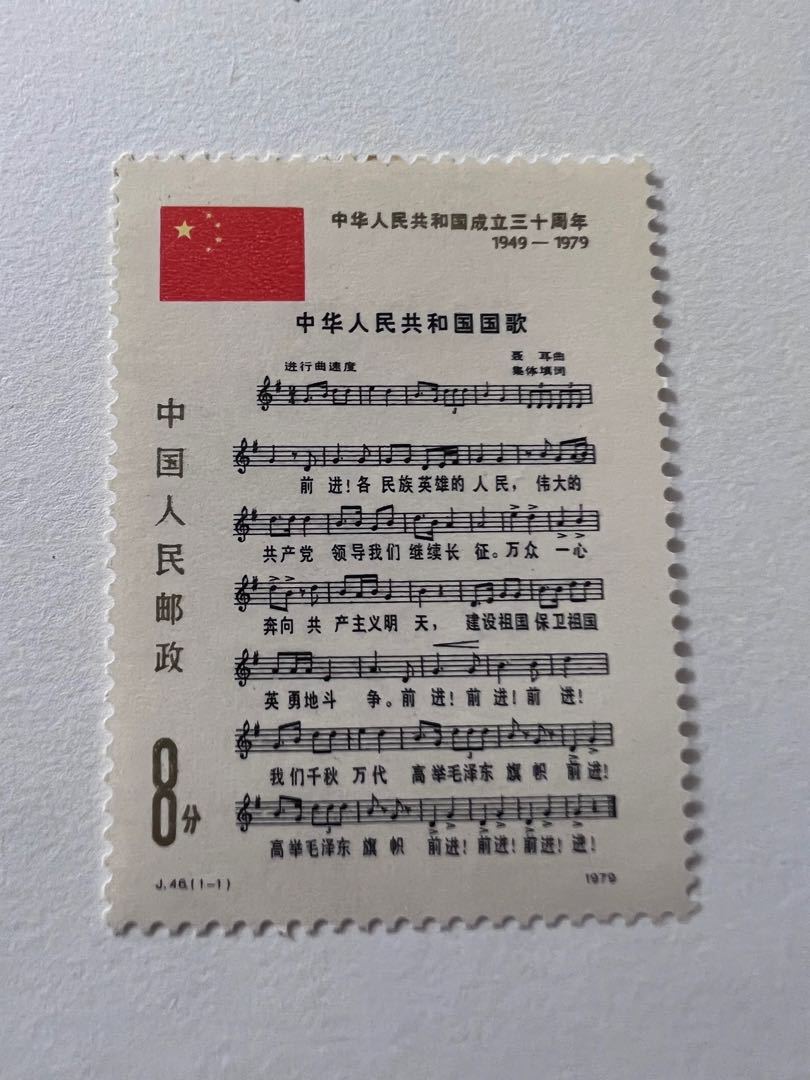 中华人民共和国成立三十周年
1949—1979
中华人民共和国国歌
进行曲速度
聂 耳曲
集体填词
前 进！各 民族 英雄的 人 民， 伟大的
共产党 领导我们 继续长 征。万众 一心
奔向 共 产主义明 天， 建设祖国 保卫祖国
英 勇地斗 争。前 进！前 进！前 进！
我们千秋 万代 高举毛泽东 旗 帜 前进！
高举毛泽东 旗 帜 前进！前进！前进！进！
中国人民邮政
8分
J.46.(1-1)
1979